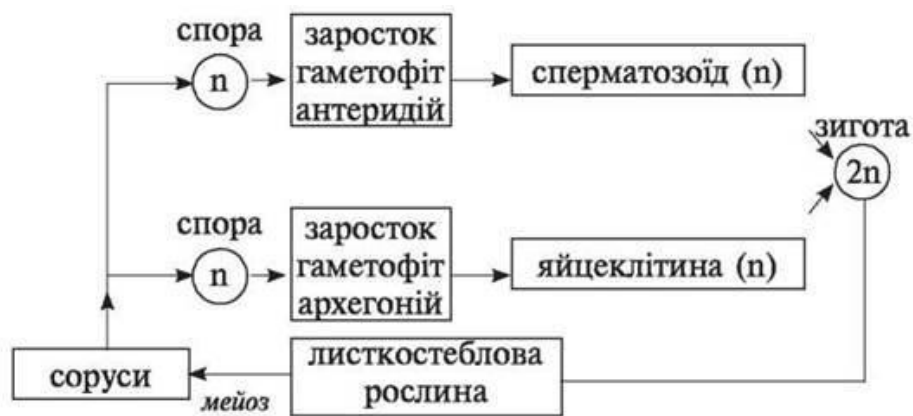 спора
n
заросток
гаметофіт
антеридій
сперматозоїд (n)
зигота
2n
спора
n
заросток
гаметофіт
архегоній
яйцеклітина (n)
соруси
мейоз
листкостеблова
рослина